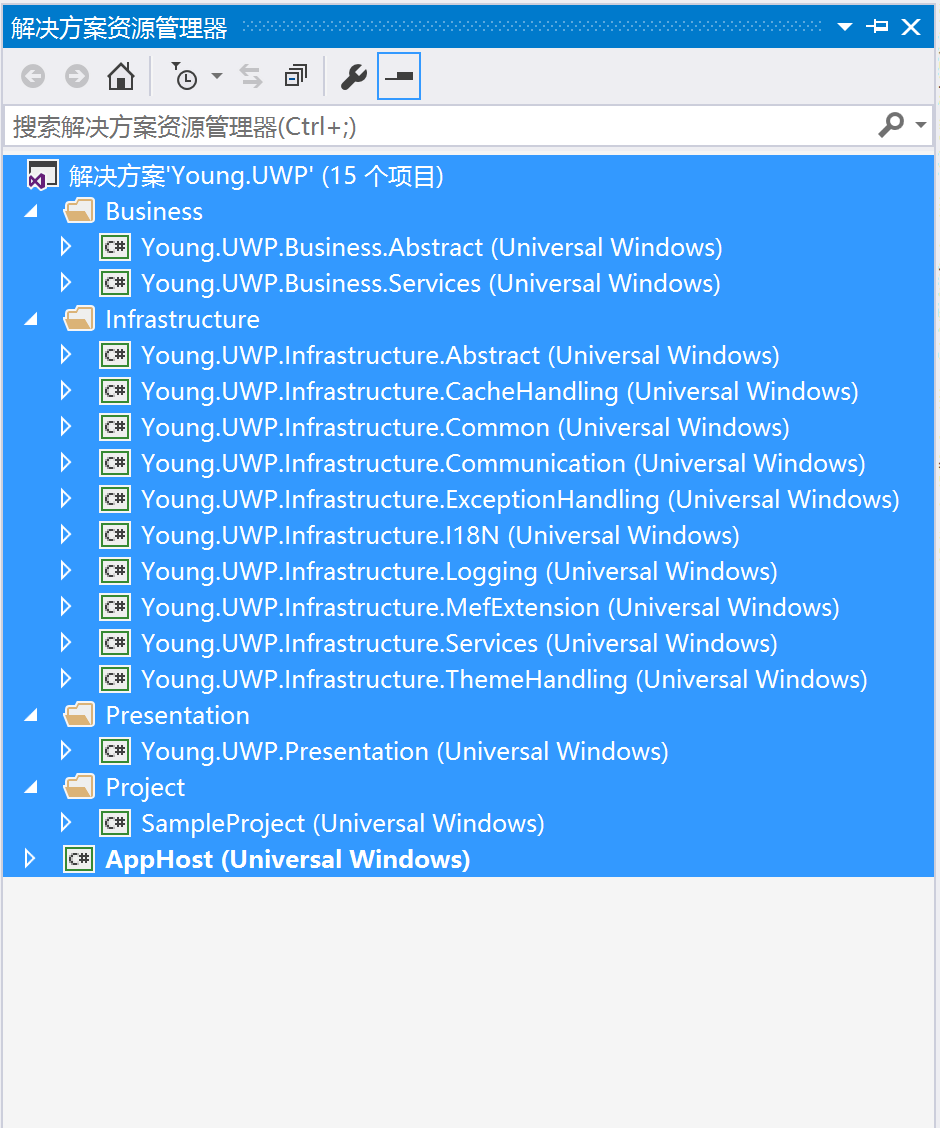 解决方案资源管理器
搜索解决方案资源管理器(Ctrl+;)
解决方案'Young.UWP' (15 个项目)
Business
C# Young.UWP.Business.Abstract (Universal Windows)
C# Young.UWP.Business.Services (Universal Windows)
Infrastructure
C# Young.UWP.Infrastructure.Abstract (Universal Windows)
C# Young.UWP.Infrastructure.CacheHandling (Universal Windows)
C# Young.UWP.Infrastructure.Common (Universal Windows)
C# Young.UWP.Infrastructure.Communication (Universal Windows)
C# Young.UWP.Infrastructure.ExceptionHandling (Universal Windows)
C# Young.UWP.Infrastructure.I18N (Universal Windows)
C# Young.UWP.Infrastructure.Logging (Universal Windows)
C# Young.UWP.Infrastructure.MefExtension (Universal Windows)
C# Young.UWP.Infrastructure.Services (Universal Windows)
C# Young.UWP.Infrastructure.ThemeHandling (Universal Windows)
Presentation
C# Young.UWP.Presentation (Universal Windows)
Project
C# SampleProject (Universal Windows)
C# AppHost (Universal Windows)